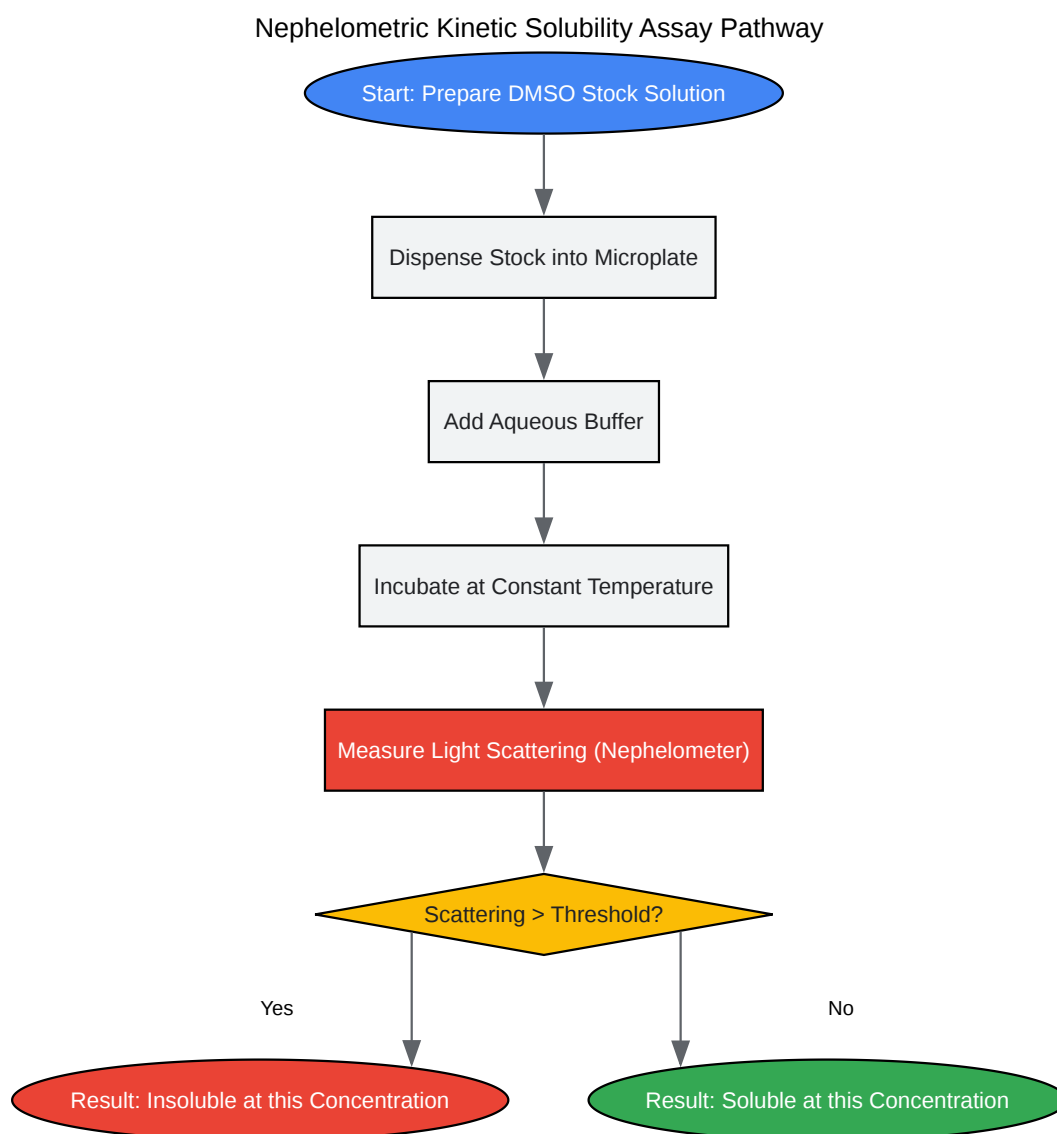 Nephelometric Kinetic Solubility Assay Pathway
Start: Prepare DMSO Stock Solution
Dispense Stock into Microplate
Add Aqueous Buffer
Incubate at Constant Temperature
Measure Light Scattering (Nephelometer)
Scattering > Threshold?
Yes
No
Result: Insoluble at this Concentration
Result: Soluble at this Concentration